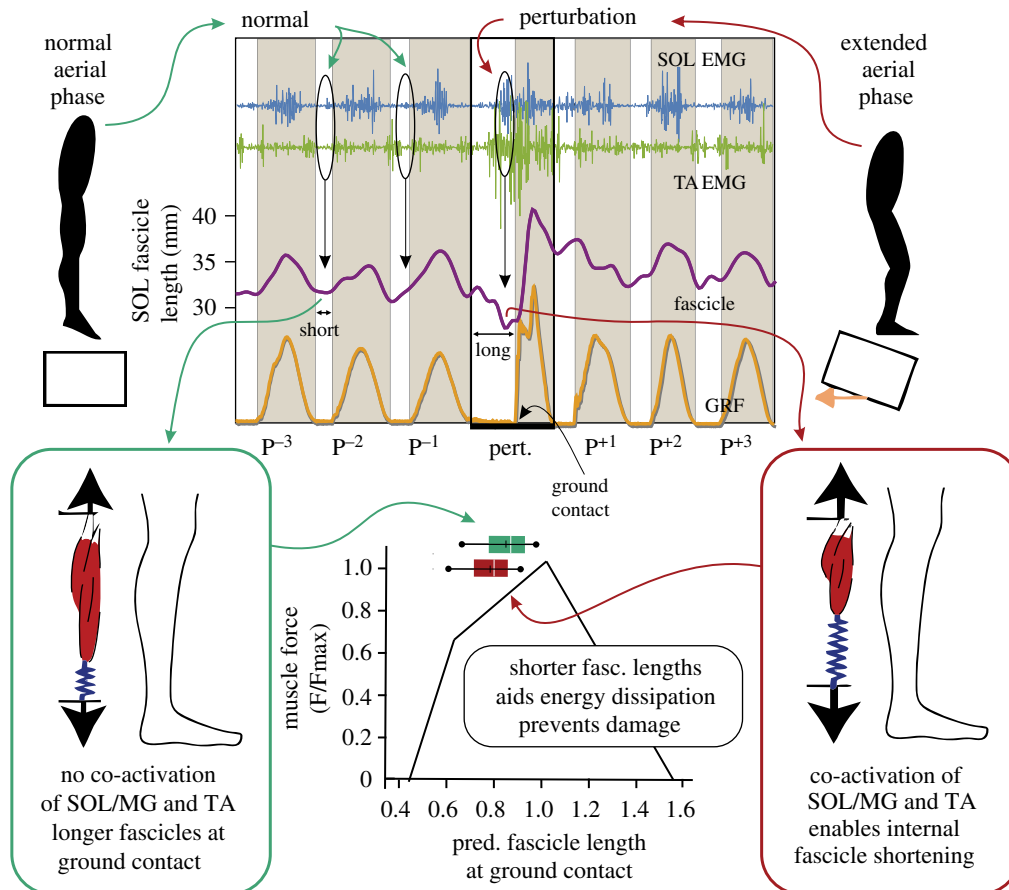 normal
perturbation
normal
aerial
phase
extended
aerial
phase
SOL EMG
TA EMG
SOL fascicle
length (mm)
40
35
30
short
long
fascicle
GRF
P–3
P–2
P–1
pert.
P+1
P+2
P+3
ground
contact
no co-activation
of SOL/MG and TA
longer fascicles at
ground contact
muscle force
(F/Fmax)
1.0
0.8
0.6
0.4
0.2
0
shorter fasc. lengths
aids energy dissipation
prevents damage
0.4
0.6
0.8
1.0
1.2
1.4
1.6
pred. fascicle length
at ground contact
co-activation of
SOL/MG and TA
enables internal
fascicle shortening